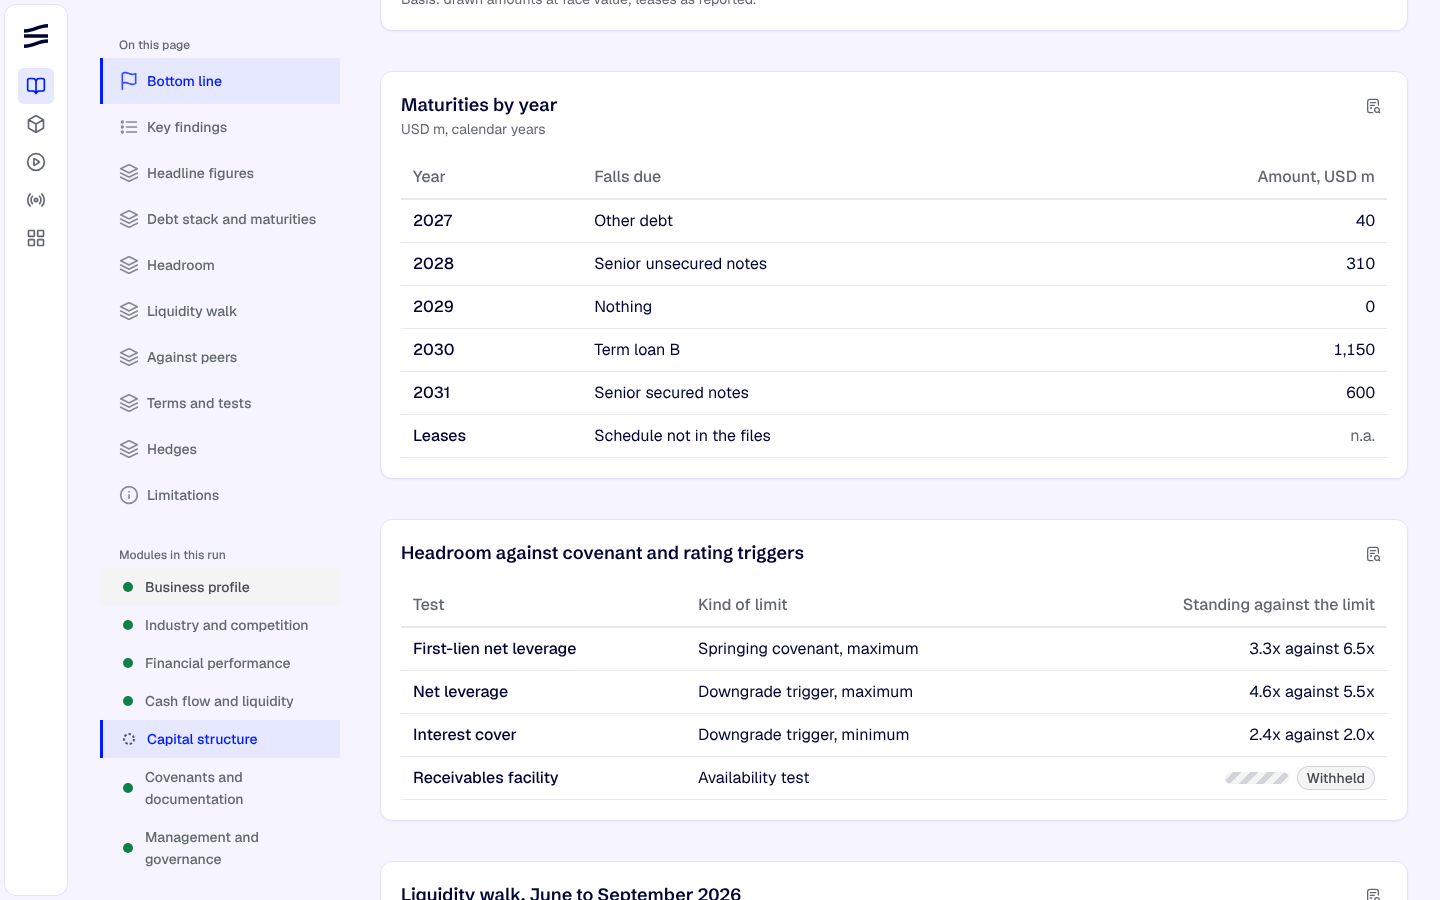 On this page
Bottom line
Key findings
Headline figures
Debt stack and maturities
Headroom
Liquidity walk
Against peers
Terms and tests
Hedges
Limitations
Modules in this run
Business profile
Industry and competition
Financial performance
Cash flow and liquidity
Capital structure
Covenants and
documentation
Management and
governance
Basis: drawn amounts at face value, leases as reported.
Maturities by year
USD m, calendar years
Year Falls due Amount, USD m
2027 Other debt 40
2028 Senior unsecured notes 310
2029 Nothing 0
2030 Term loan B 1,150
2031 Senior secured notes 600
Leases Schedule not in the files n.a.
Headroom against covenant and rating triggers
Test Kind of limit Standing against the limit
First-lien net leverage Springing covenant, maximum 3.3x against 6.5x
Net leverage Downgrade trigger, maximum 4.6x against 5.5x
Interest cover Downgrade trigger, minimum 2.4x against 2.0x
Receivables facility Availability test Withheld
Liquidity walk, June to September 2026